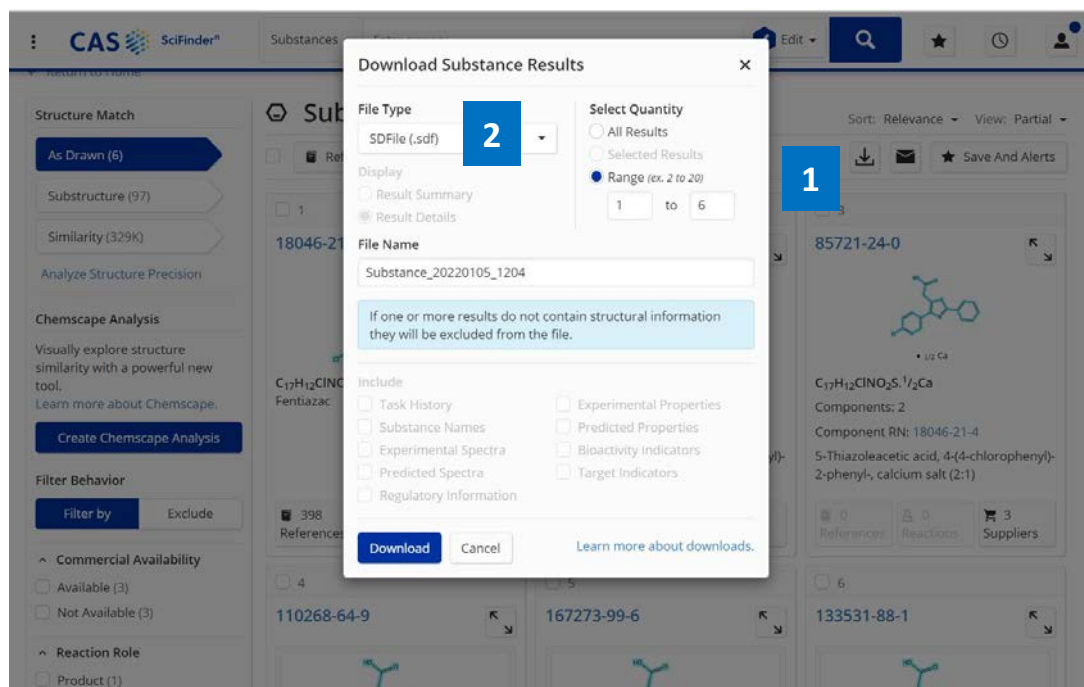 CAS SciFinderⁿ
Substances
Edit
Return to Home
Structure Match
As Drawn (6)
Substructure (97)
Similarity (329K)
Analyze Structure Precision
Chemscape Analysis
Visually explore structure
similarity with a powerful new
tool.
Learn more about Chemscape.
Create Chemscape Analysis
Filter Behavior
Filter by Exclude
Commercial Availability
Available (3)
Not Available (3)
Reaction Role
Product (1)
Sub
Sort: Relevance View: Partial
Ref
Save And Alerts
1
Download Substance Results
File Type
SDFile (.sdf)
2
Display
Result Summary
Result Details
Select Quantity
All Results
Selected Results
Range (ex. 2 to 20)
1 to 6
File Name
Substance_20220105_1204
If one or more results do not contain structural information
they will be excluded from the file.
Include
Task History
Substance Names
Experimental Spectra
Predicted Spectra
Regulatory Information
Experimental Properties
Predicted Properties
Bioactivity Indicators
Target Indicators
Download Cancel Learn more about downloads.
1
18046-21
C₁₇H₁₂ClNO
Fentiazac
398
References
yl)-
3
85721-24-0
• 1/2 Ca
C₁₇H₁₂ClNO₂S.¹/₂Ca
Components: 2
Component RN: 18046-21-4
5-Thiazoleacetic acid, 4-(4-chlorophenyl)-
2-phenyl-, calcium salt (2:1)
0 References
0 Reactions
3 Suppliers
4
110268-64-9
5
167273-99-6
6
133531-88-1